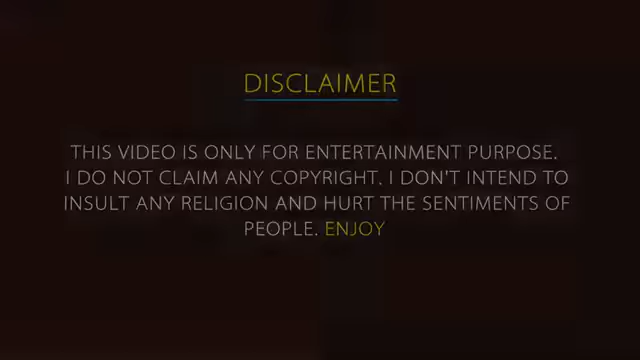 DISCLAIMER
THIS VIDEO IS ONLY FOR ENTERTAINMENT PURPOSE.
I DO NOT CLAIM ANY COPYRIGHT. I DON'T INTEND TO
INSULT ANY RELIGION AND HURT THE SENTIMENTS OF
PEOPLE. ENJOY